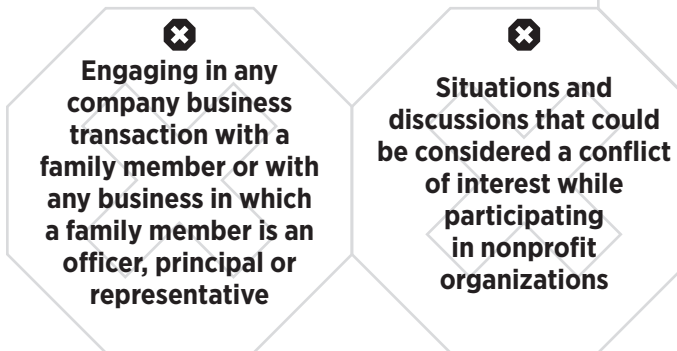 Engaging in any
company business
transaction with a
family member or with
any business in which
a family member is an
officer, principal or
representative
Situations and
discussions that could
be considered a conflict
of interest while
participating
in nonprofit
organizations